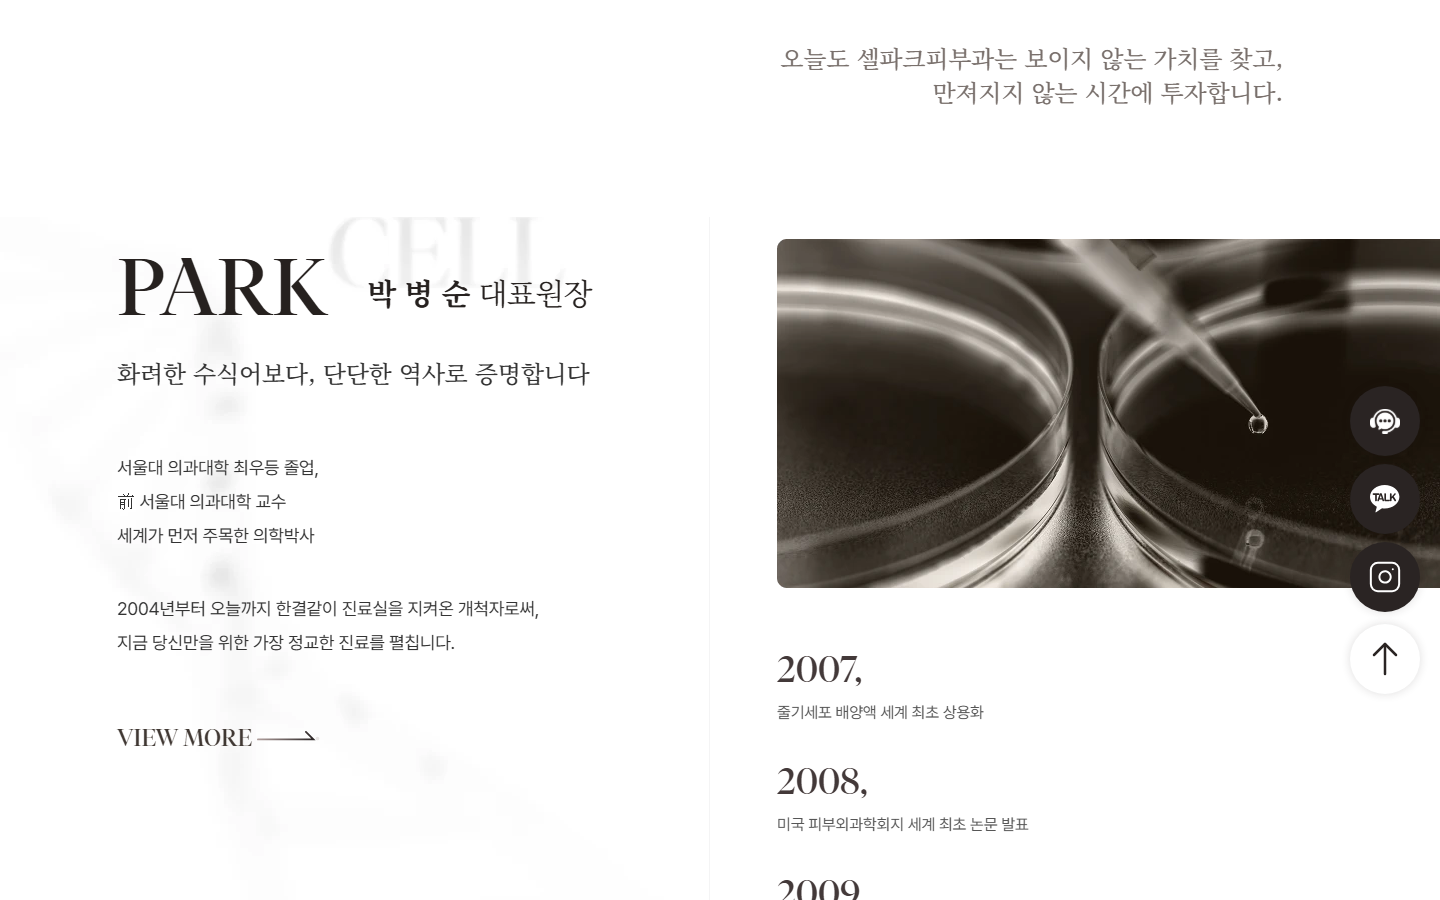 오늘도 셀파크피부과는 보이지 않는 가치를 찾고,
만져지지 않는 시간에 투자합니다.
CELL
PARK
박병순 대표원장
화려한 수식어보다, 단단한 역사로 증명합니다
서울대 의과대학 최우등 졸업,
前 서울대 의과대학 교수
세계가 먼저 주목한 의학박사
2004년부터 오늘까지 한결같이 진료실을 지켜온 개척자로써,
지금 당신만을 위한 가장 정교한 진료를 펼칩니다.
VIEW MORE
TALK
2007,
줄기세포 배양액 세계 최초 상용화
2008,
미국 피부외과학회지 세계 최초 논문 발표
2009